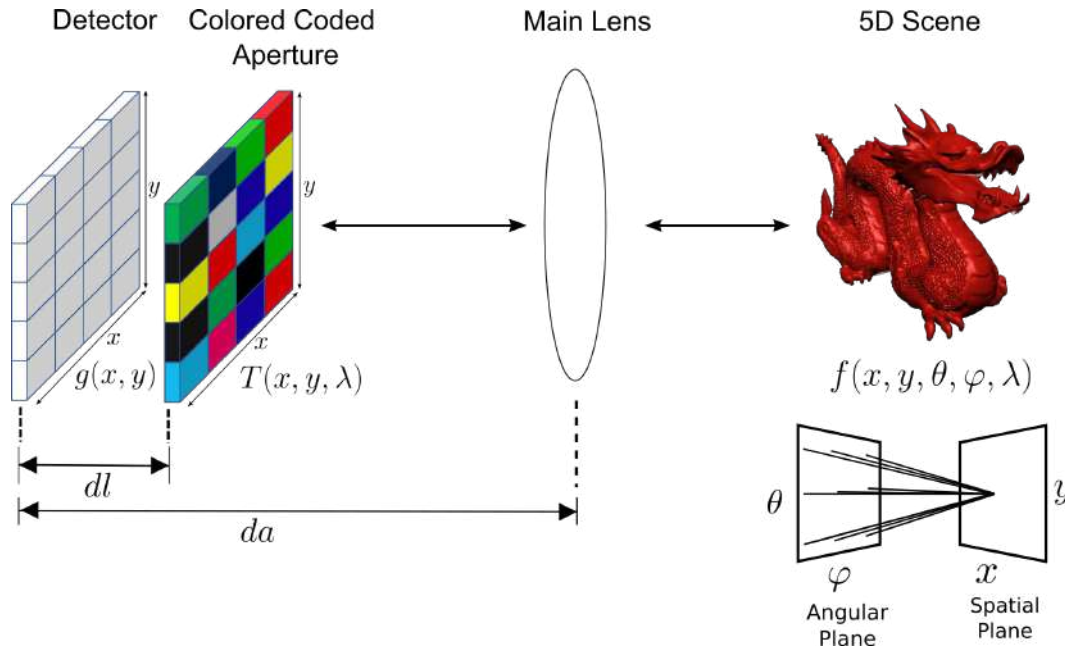 Detector
Colored Coded
Aperture
Main Lens
5D Scene
y
y
x
x
g(x, y)
T(x, y, λ)
f(x, y, θ, φ, λ)
dl
da
θ
y
φ
x
Angular
Plane
Spatial
Plane